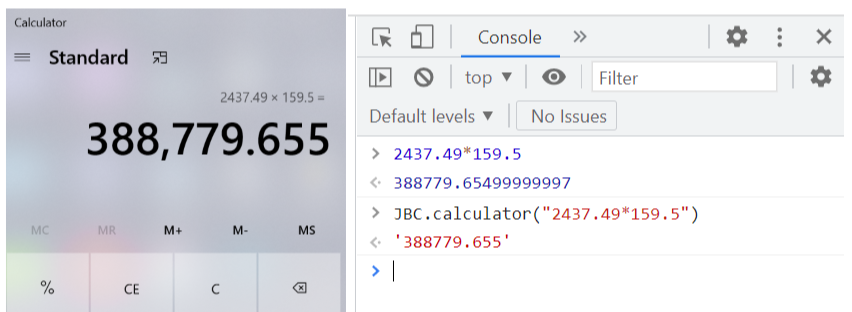 Calculator
Standard
2437.49 × 159.5 =
388,779.655
MC MR M+ M- MS
% CE C
Console
top ▼ Filter
Default levels ▼ No Issues
> 2437.49*159.5
388779.65499999997
> JBC.calculator("2437.49*159.5")
'388779.655'
>